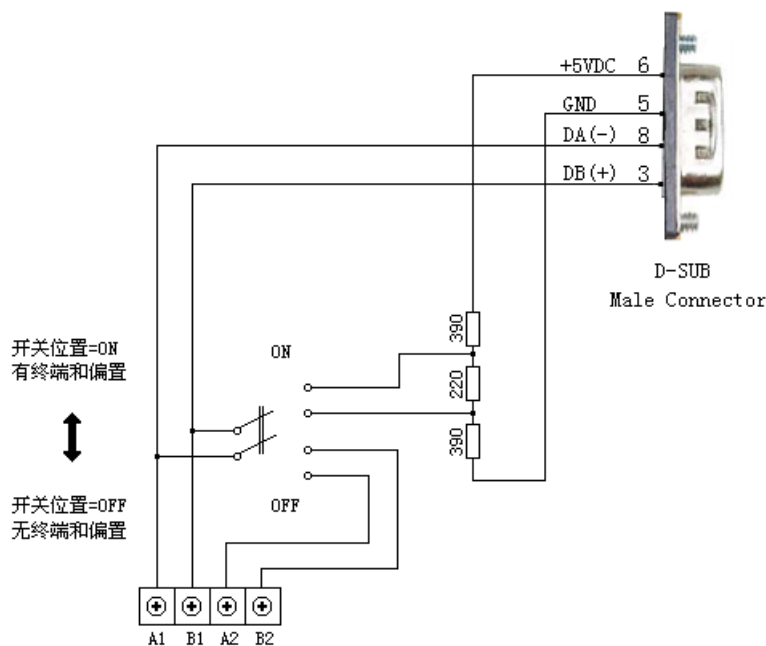 +5VDC 6
GND 5
DA(-) 8
DB(+) 3
D-SUB
Male Connector
390
220
390
ON
开关位置=ON
有终端和偏置
开关位置=OFF
无终端和偏置
OFF
A1 B1 A2 B2